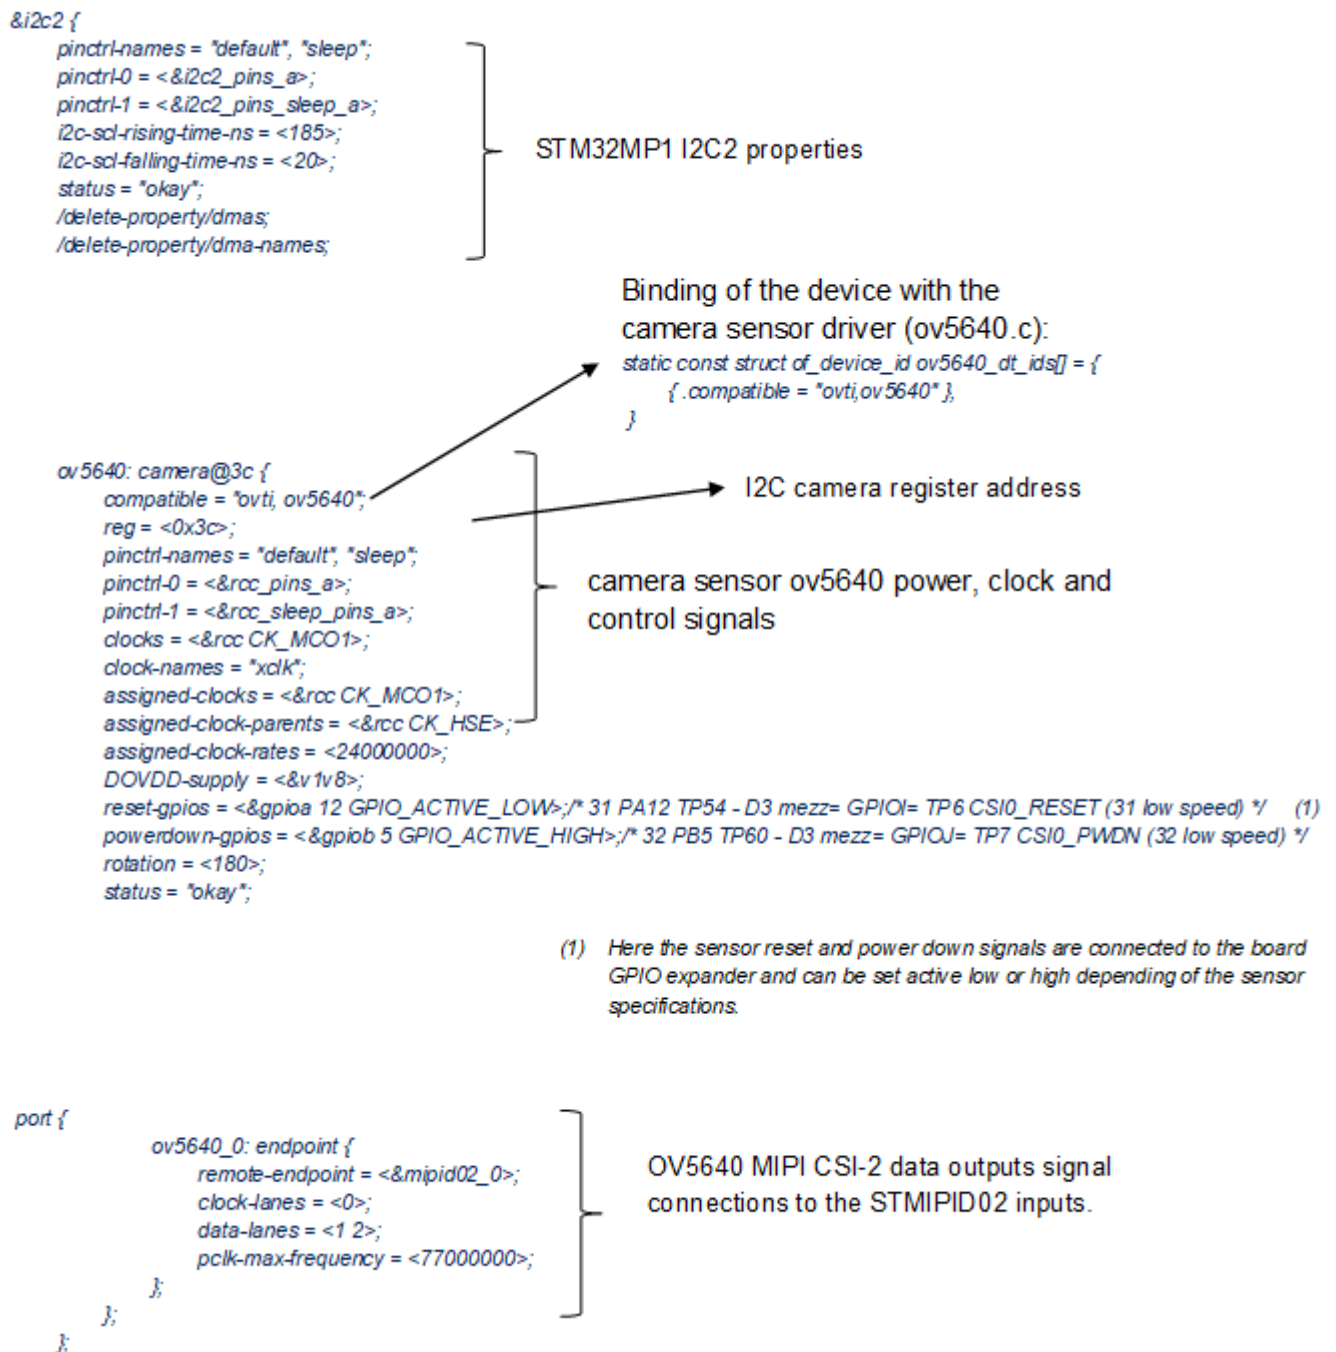 &i2c2 {
pinctrl-names = "default", "sleep";
pinctrl-0 = <&i2c2_pins_a>;
pinctrl-1 = <&i2c2_pins_sleep_a>;
i2c-scl-rising-time-ns = <185>;
i2c-scl-falling-time-ns = <20>;
status = "okay";
/delete-property/dmas;
/delete-property/dma-names;
STM32MP1 I2C2 properties
Binding of the device with the
camera sensor driver (ov5640.c):
static const struct of_device_id ov5640_dt_ids[] = {
{ .compatible = "ovti,ov5640" },
}
ov5640: camera@3c {
compatible = "ovti, ov5640";
reg = <0x3c>;
pinctrl-names = "default", "sleep";
pinctrl-0 = <&rcc_pins_a>;
pinctrl-1 = <&rcc_sleep_pins_a>;
clocks = <&rcc CK_MCO1>;
clock-names = "xclk";
assigned-clocks = <&rcc CK_MCO1>;
assigned-clock-parents = <&rcc CK_HSE>;
assigned-clock-rates = <24000000>;
DOVDD-supply = <&v1v8>;
reset-gpios = <&gpioa 12 GPIO_ACTIVE_LOW>;/* 31 PA12 TP54 - D3 mezz= GPIOI= TP6 CSI0_RESET (31 low speed) */ (1)
powerdown-gpios = <&gpiob 5 GPIO_ACTIVE_HIGH>;/* 32 PB5 TP60 - D3 mezz= GPIOJ= TP7 CSI0_PWDN (32 low speed) */
rotation = <180>;
status = "okay";
I2C camera register address
camera sensor ov5640 power, clock and
control signals
(1) Here the sensor reset and power down signals are connected to the board
GPIO expander and can be set active low or high depending of the sensor
specifications.
port {
ov5640_0: endpoint {
remote-endpoint = <&mipid02_0>;
clock-lanes = <0>;
data-lanes = <1 2>;
pclk-max-frequency = <77000000>;
};
};
};
OV5640 MIPI CSI-2 data outputs signal
connections to the STMIPID02 inputs.